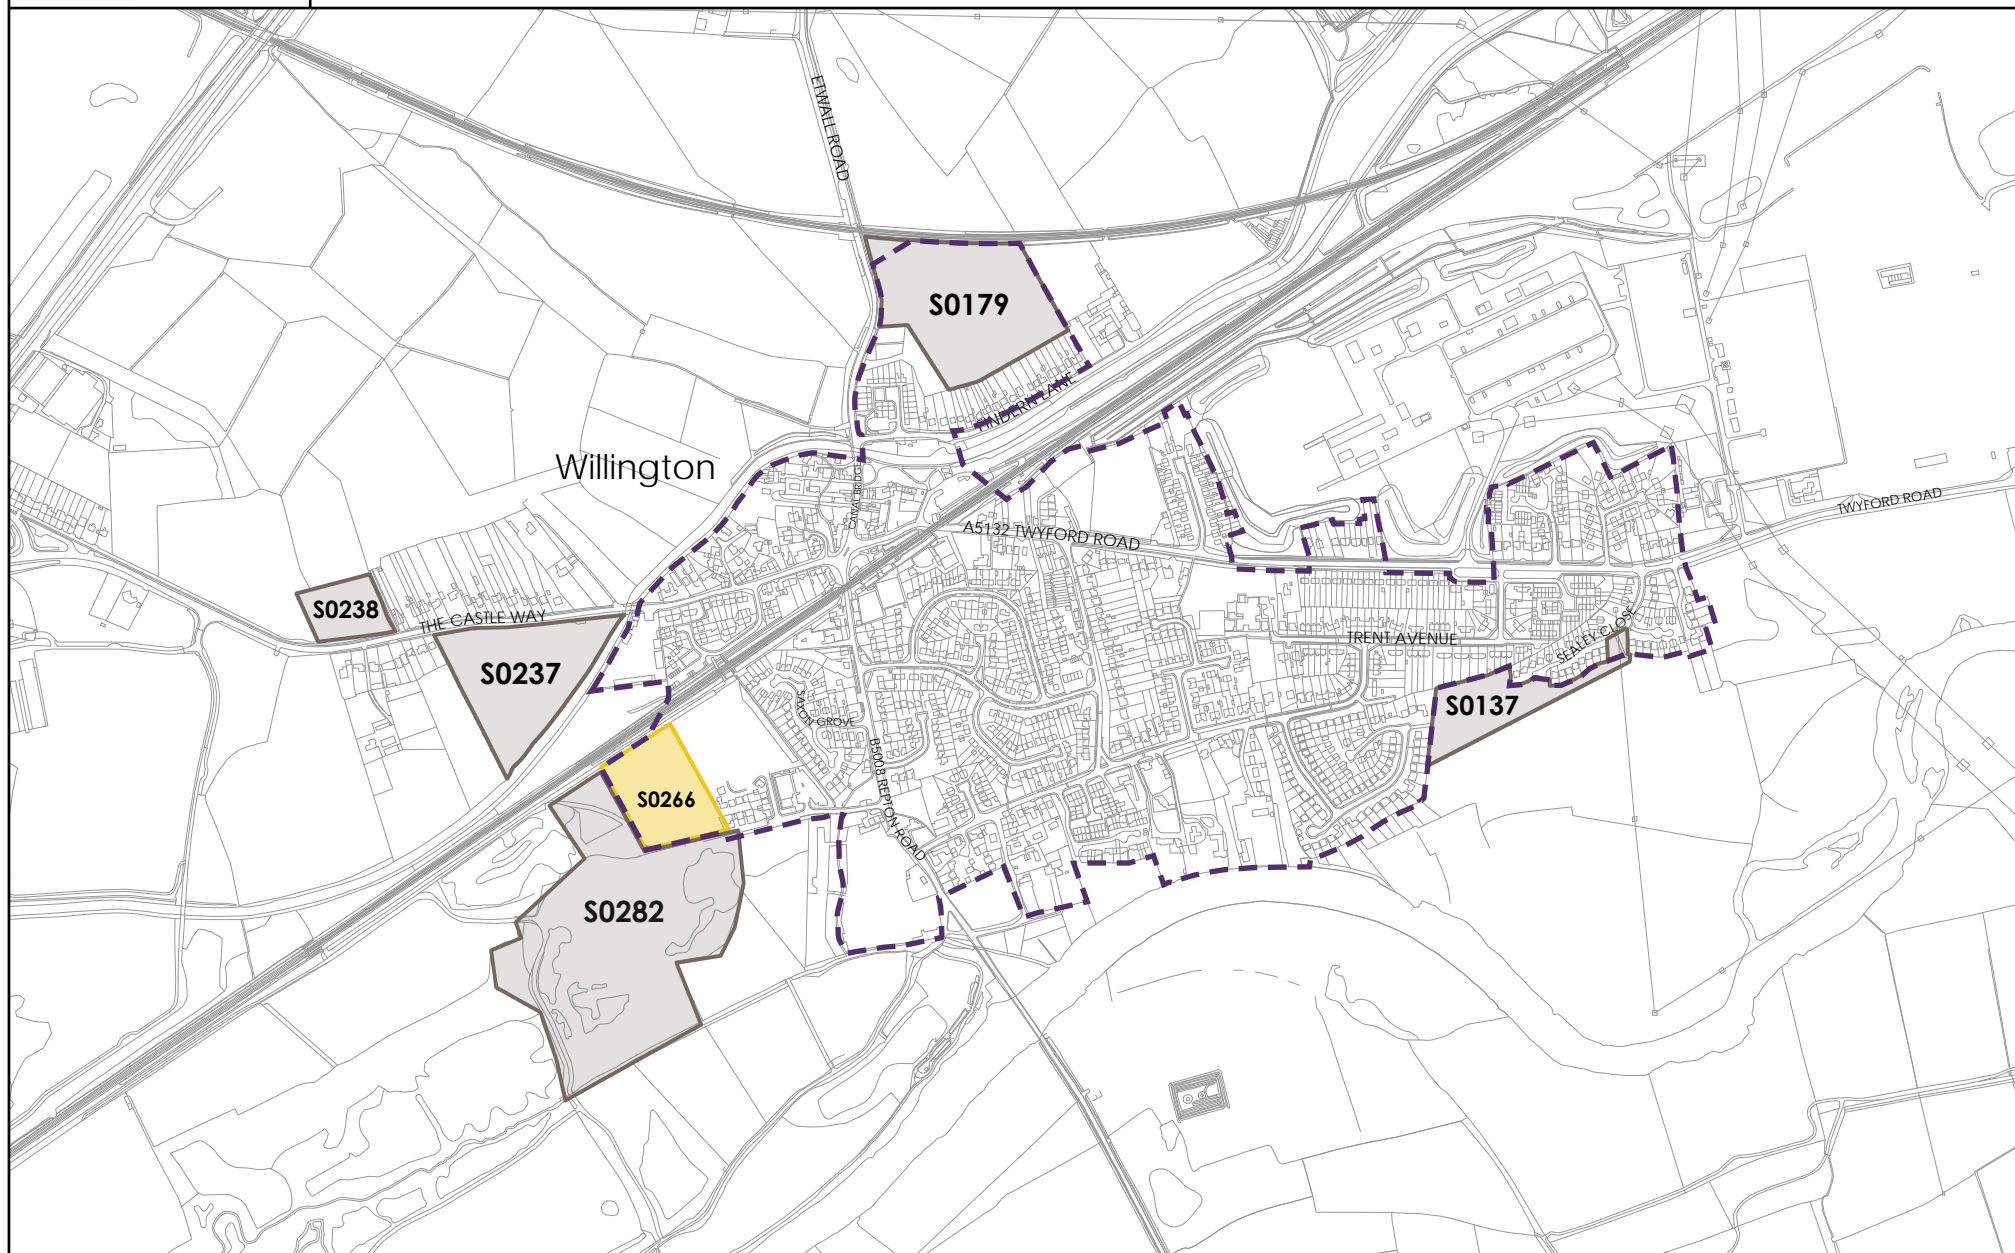 ETWALL ROAD
S0179
FINDERN LANE
Willington
CANAL BRIDGE
A5132 TWYFORD ROAD
TWYFORD ROAD
S0238
THE CASTLE WAY
S0237
TRENT AVENUE
SEALEY CLOSE
S0137
SAXON GROVE
B5008 REPTON ROAD
S0266
S0282